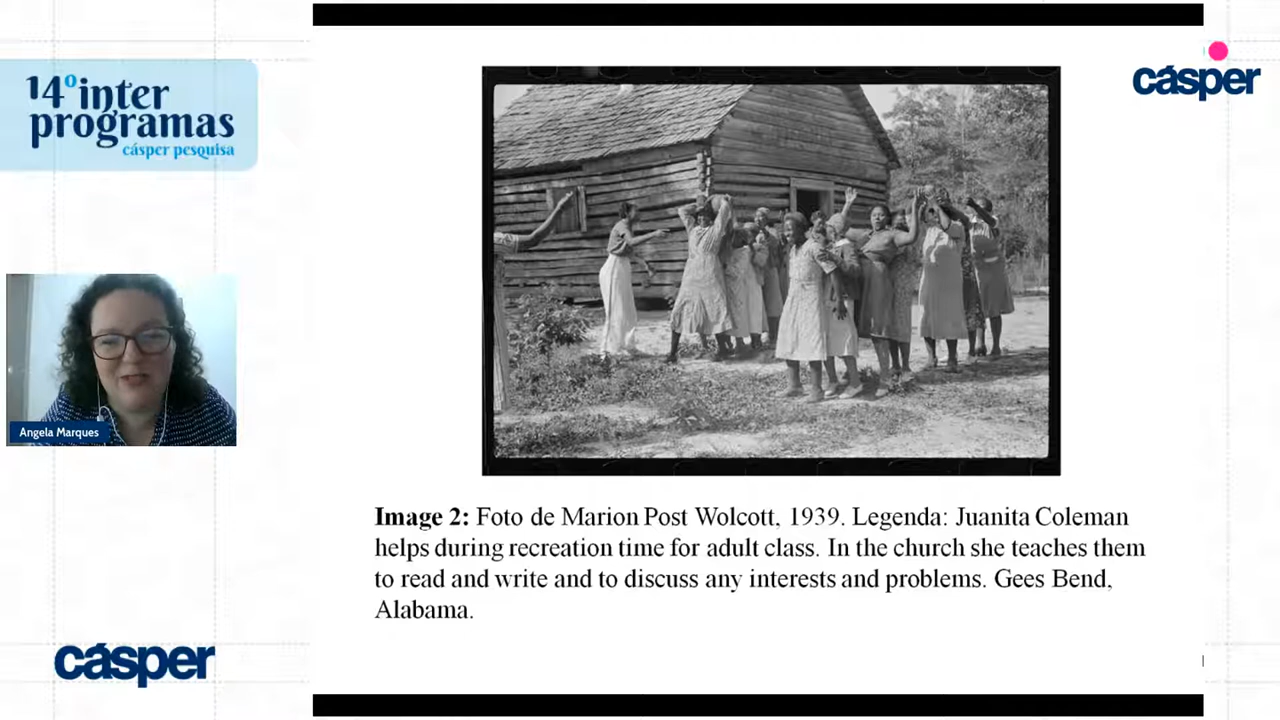 14º inter
programas
cásper pesquisa
cásper
Image 2: Foto de Marion Post Wolcott, 1939. Legenda: Juanita Coleman
helps during recreation time for adult class. In the church she teaches them
to read and write and to discuss any interests and problems. Gees Bend,
Alabama.
Angela Marques
cásper